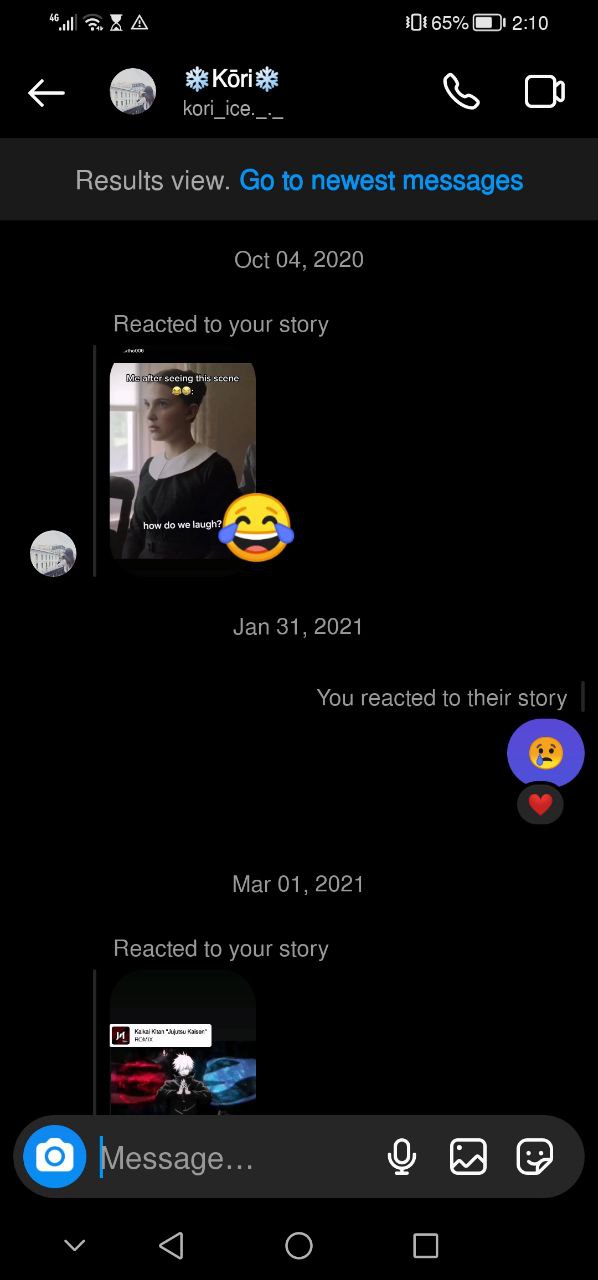 4G 65% 2:10
❄️Kōri❄️
kori_ice._._
Results view. Go to newest messages
Oct 04, 2020
Reacted to your story
Me after seeing this scene
😂😂:
how do we laugh?
Jan 31, 2021
You reacted to their story
Mar 01, 2021
Reacted to your story
Kaikai Kitan "Jujutsu Kaisen"
ROMIX
Message...